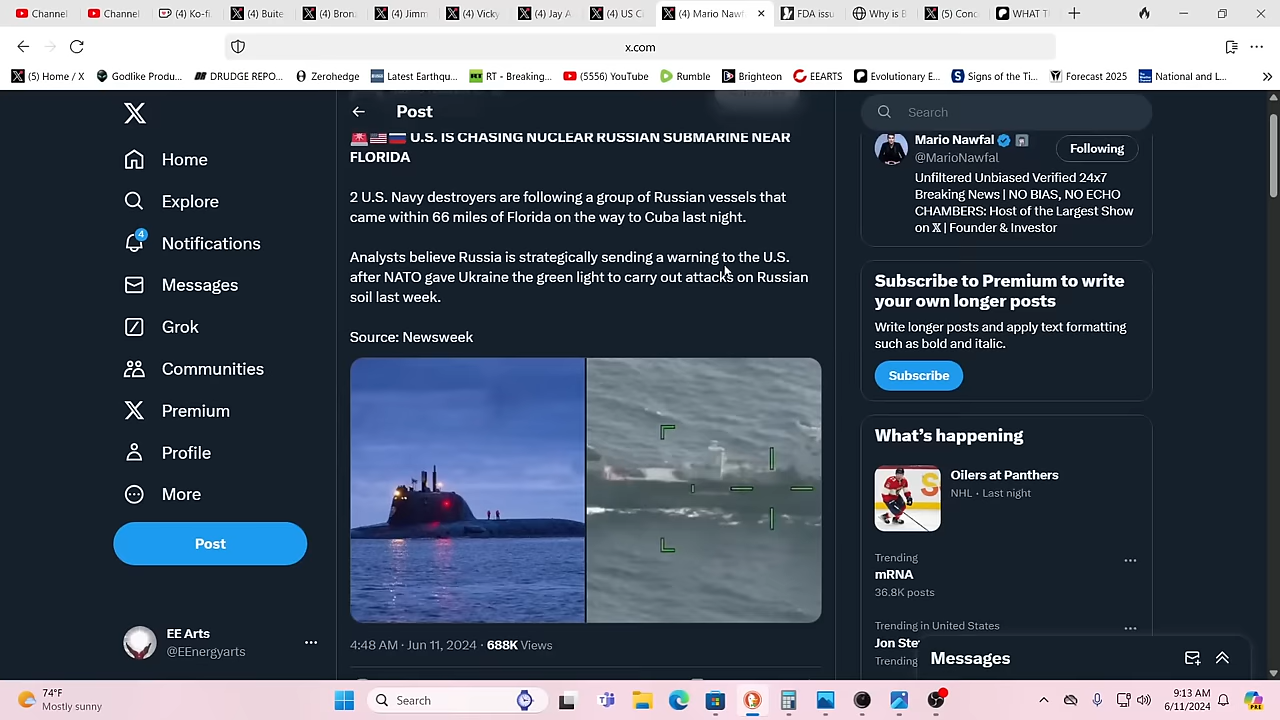 (4) Channel
Channel
(4) Ko-fi
(4) Buite
(4) Bron
(4) Jimm
(4) Vicky
(4) Jay A
(4) US C
(4) Mario Nawf
FDA issu
Why is B
(5) Conc
WHAT T
x.com
(5) Home / X
Godlike Produ...
DRUDGE REPO...
Zerohedge
Latest Earthqu...
RT - Breaking...
(5556) YouTube
Rumble
Brighteon
EEARTS
Evolutionary E...
Signs of the Ti...
Forecast 2025
National and L...
Home
Explore
4
Notifications
Messages
Grok
Communities
Premium
Profile
More
Post
EE Arts
@EEnergyarts
Post
U.S. IS CHASING NUCLEAR RUSSIAN SUBMARINE NEAR
FLORIDA
2 U.S. Navy destroyers are following a group of Russian vessels that
came within 66 miles of Florida on the way to Cuba last night.
Analysts believe Russia is strategically sending a warning to the U.S.
after NATO gave Ukraine the green light to carry out attacks on Russian
soil last week.
Source: Newsweek
4:48 AM · Jun 11, 2024 · 688K Views
Search
Mario Nawfal
@MarioNawfal
Following
Unfiltered Unbiased Verified 24x7
Breaking News | NO BIAS, NO ECHO
CHAMBERS: Host of the Largest Show
on 𝕏 | Founder & Investor
Subscribe to Premium to write
your own longer posts
Write longer posts and apply text formatting
such as bold and italic.
Subscribe
What's happening
Oilers at Panthers
NHL · Last night
Trending
mRNA
36.8K posts
Trending in United States
Jon Ste
Trending
Messages
74°F
Mostly sunny
Search
9:13 AM
6/11/2024
PRE